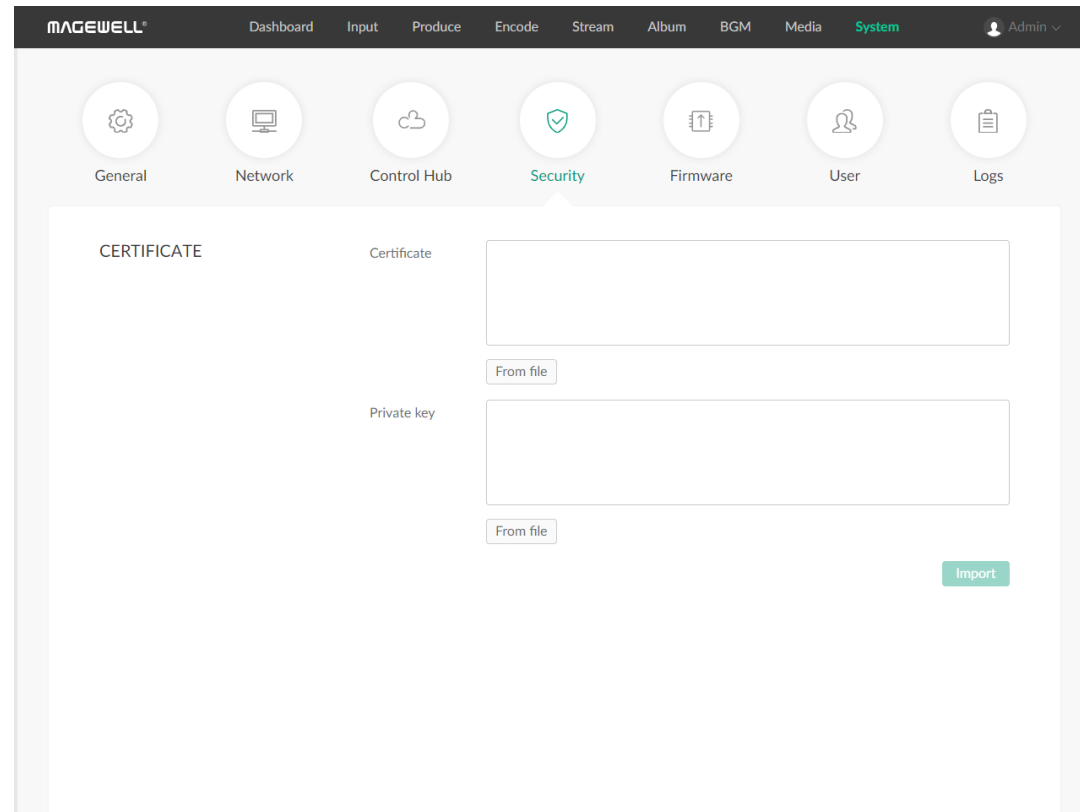 MAGEWELL® Dashboard Input Produce Encode Stream Album BGM Media System Admin
General Network Control Hub Security Firmware User Logs
CERTIFICATE Certificate
From file
Private key
From file
Import